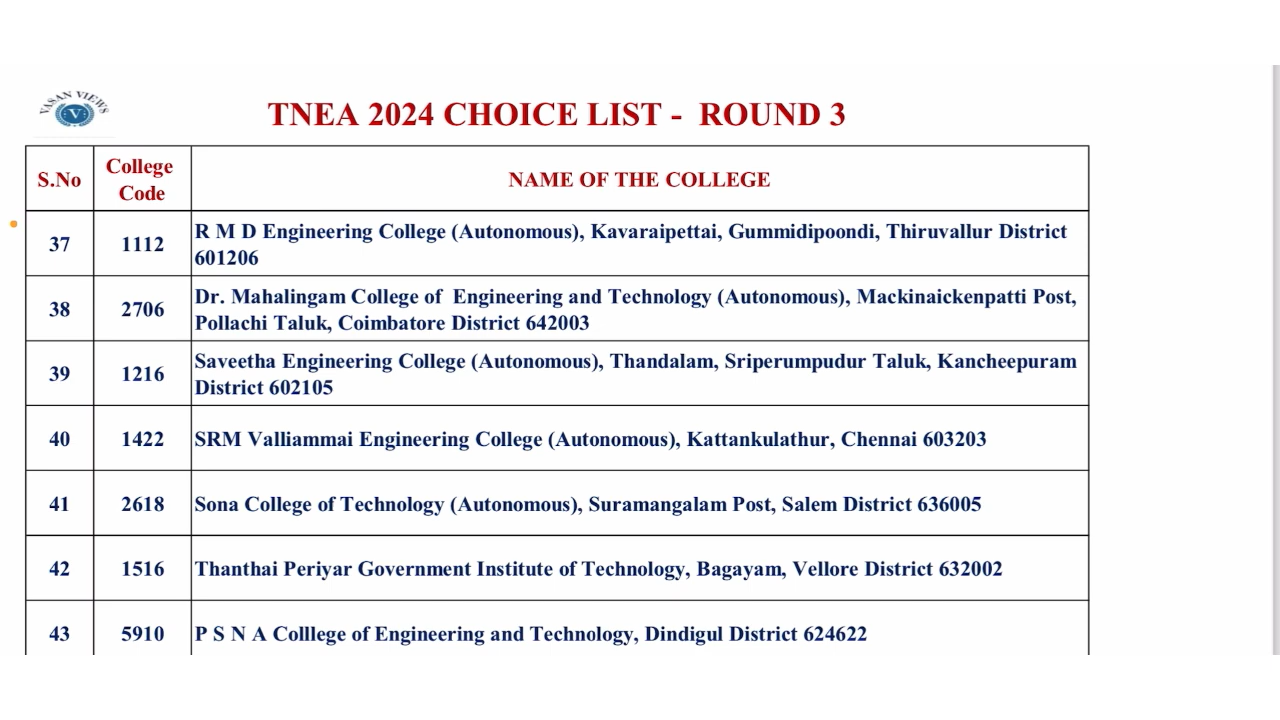 VASAN VIEWS
V
TNEA 2024 CHOICE LIST - ROUND 3
S.No
College
Code
NAME OF THE COLLEGE
37
1112
R M D Engineering College (Autonomous), Kavaraipettai, Gummidipoondi, Thiruvallur District
601206
38
2706
Dr. Mahalingam College of Engineering and Technology (Autonomous), Mackinaickenpatti Post,
Pollachi Taluk, Coimbatore District 642003
39
1216
Saveetha Engineering College (Autonomous), Thandalam, Sriperumpudur Taluk, Kancheepuram
District 602105
40
1422
SRM Valliammai Engineering College (Autonomous), Kattankulathur, Chennai 603203
41
2618
Sona College of Technology (Autonomous), Suramangalam Post, Salem District 636005
42
1516
Thanthai Periyar Government Institute of Technology, Bagayam, Vellore District 632002
43
5910
P S N A Colllege of Engineering and Technology, Dindigul District 624622